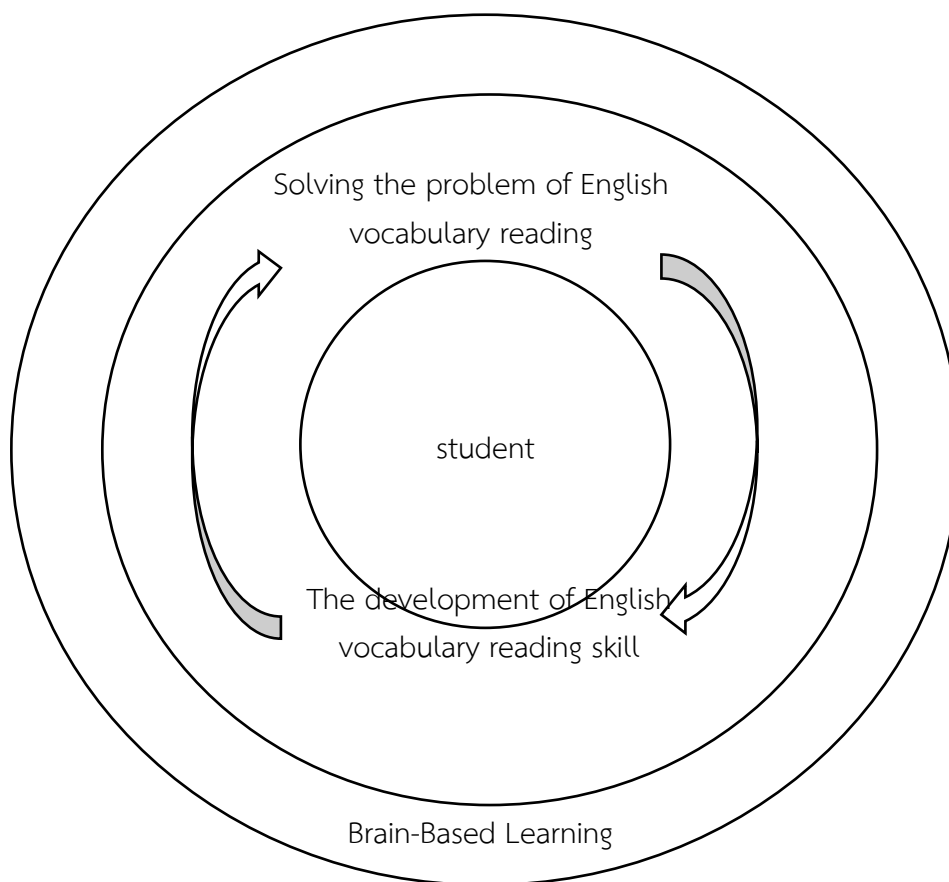 Solving the problem of English
vocabulary reading
student
The development of English
vocabulary reading skill
Brain-Based Learning